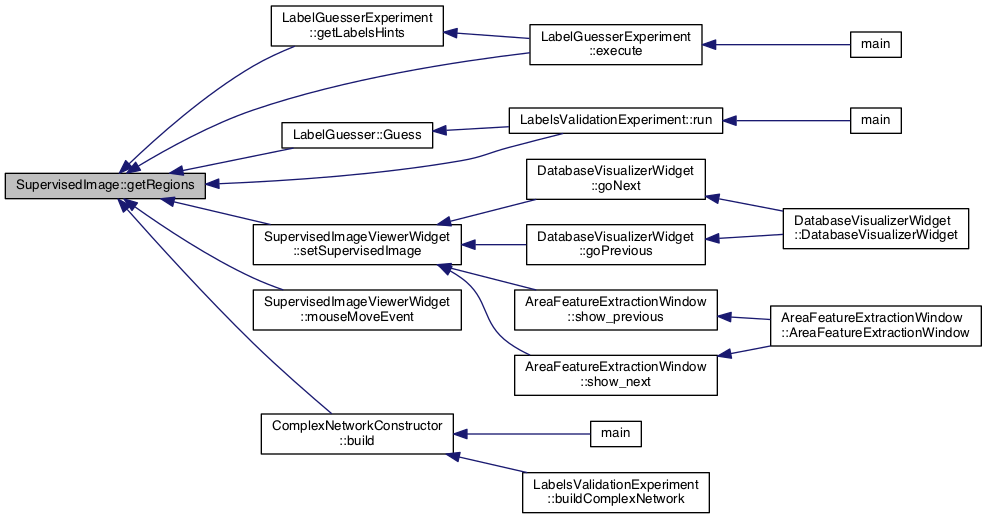 LabelGuesserExperiment
::getLabelsHints
LabelGuesserExperiment
::execute
main
LabelGuesser::Guess
LabelsValidationExperiment::run
main
SupervisedImage::getRegions
DatabaseVisualizerWidget
::goNext
SupervisedImageViewerWidget
::setSupervisedImage
DatabaseVisualizerWidget
::goPrevious
DatabaseVisualizerWidget
::DatabaseVisualizerWidget
SupervisedImageViewerWidget
::mouseMoveEvent
AreaFeatureExtractionWindow
::show_previous
AreaFeatureExtractionWindow
::AreaFeatureExtractionWindow
AreaFeatureExtractionWindow
::show_next
ComplexNetworkConstructor
::build
main
LabelsValidationExperiment
::buildComplexNetwork